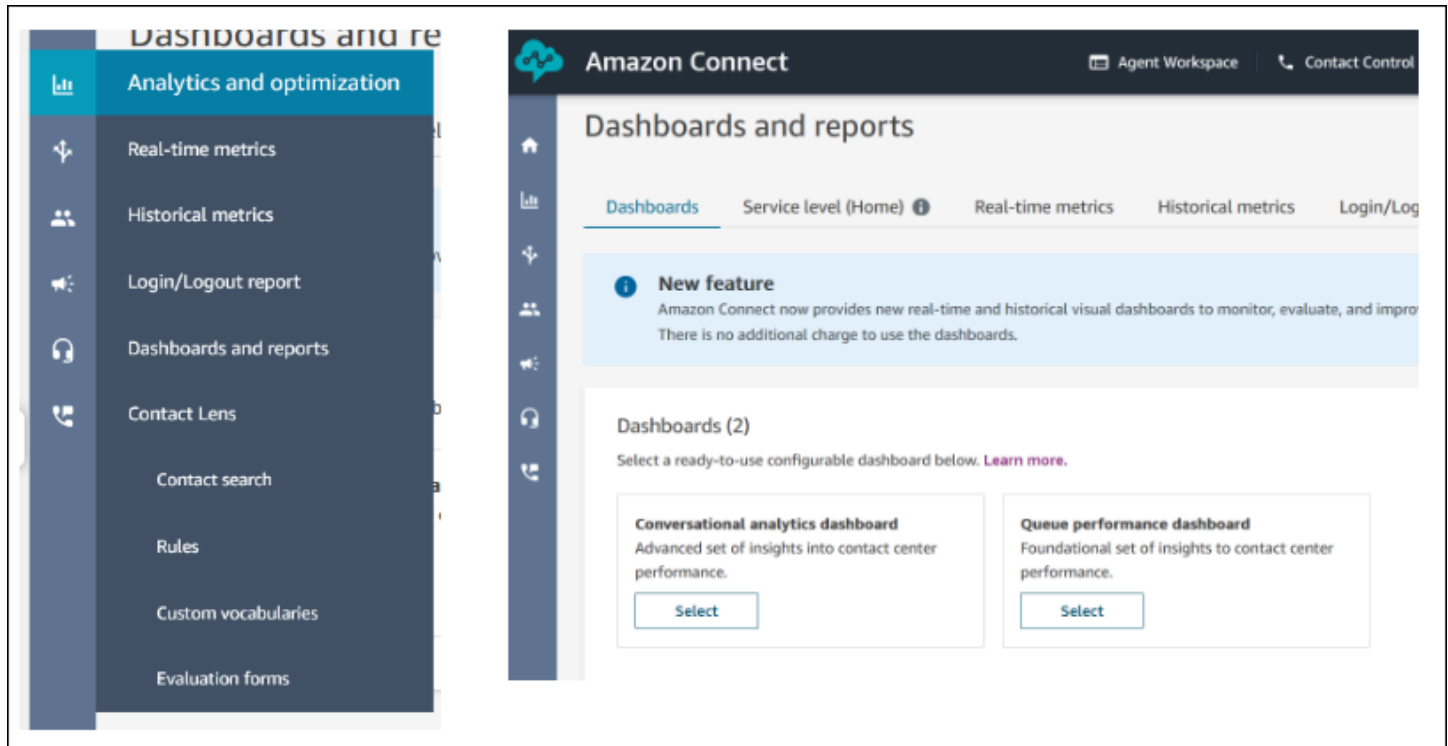 Dashboards and re
Analytics and optimization
Real-time metrics
Historical metrics
Login/Logout report
Dashboards and reports
Contact Lens
Contact search
Rules
Custom vocabularies
Evaluation forms
Amazon Connect
Agent Workspace
Contact Control
Dashboards and reports
Dashboards
Service level (Home)
Real-time metrics
Historical metrics
Login/Log
New feature
Amazon Connect now provides new real-time and historical visual dashboards to monitor, evaluate, and impro
There is no additional charge to use the dashboards.
Dashboards (2)
Select a ready-to-use configurable dashboard below. Learn more.
Conversational analytics dashboard
Advanced set of insights into contact center
performance.
Select
Queue performance dashboard
Foundational set of insights to contact center
performance.
Select